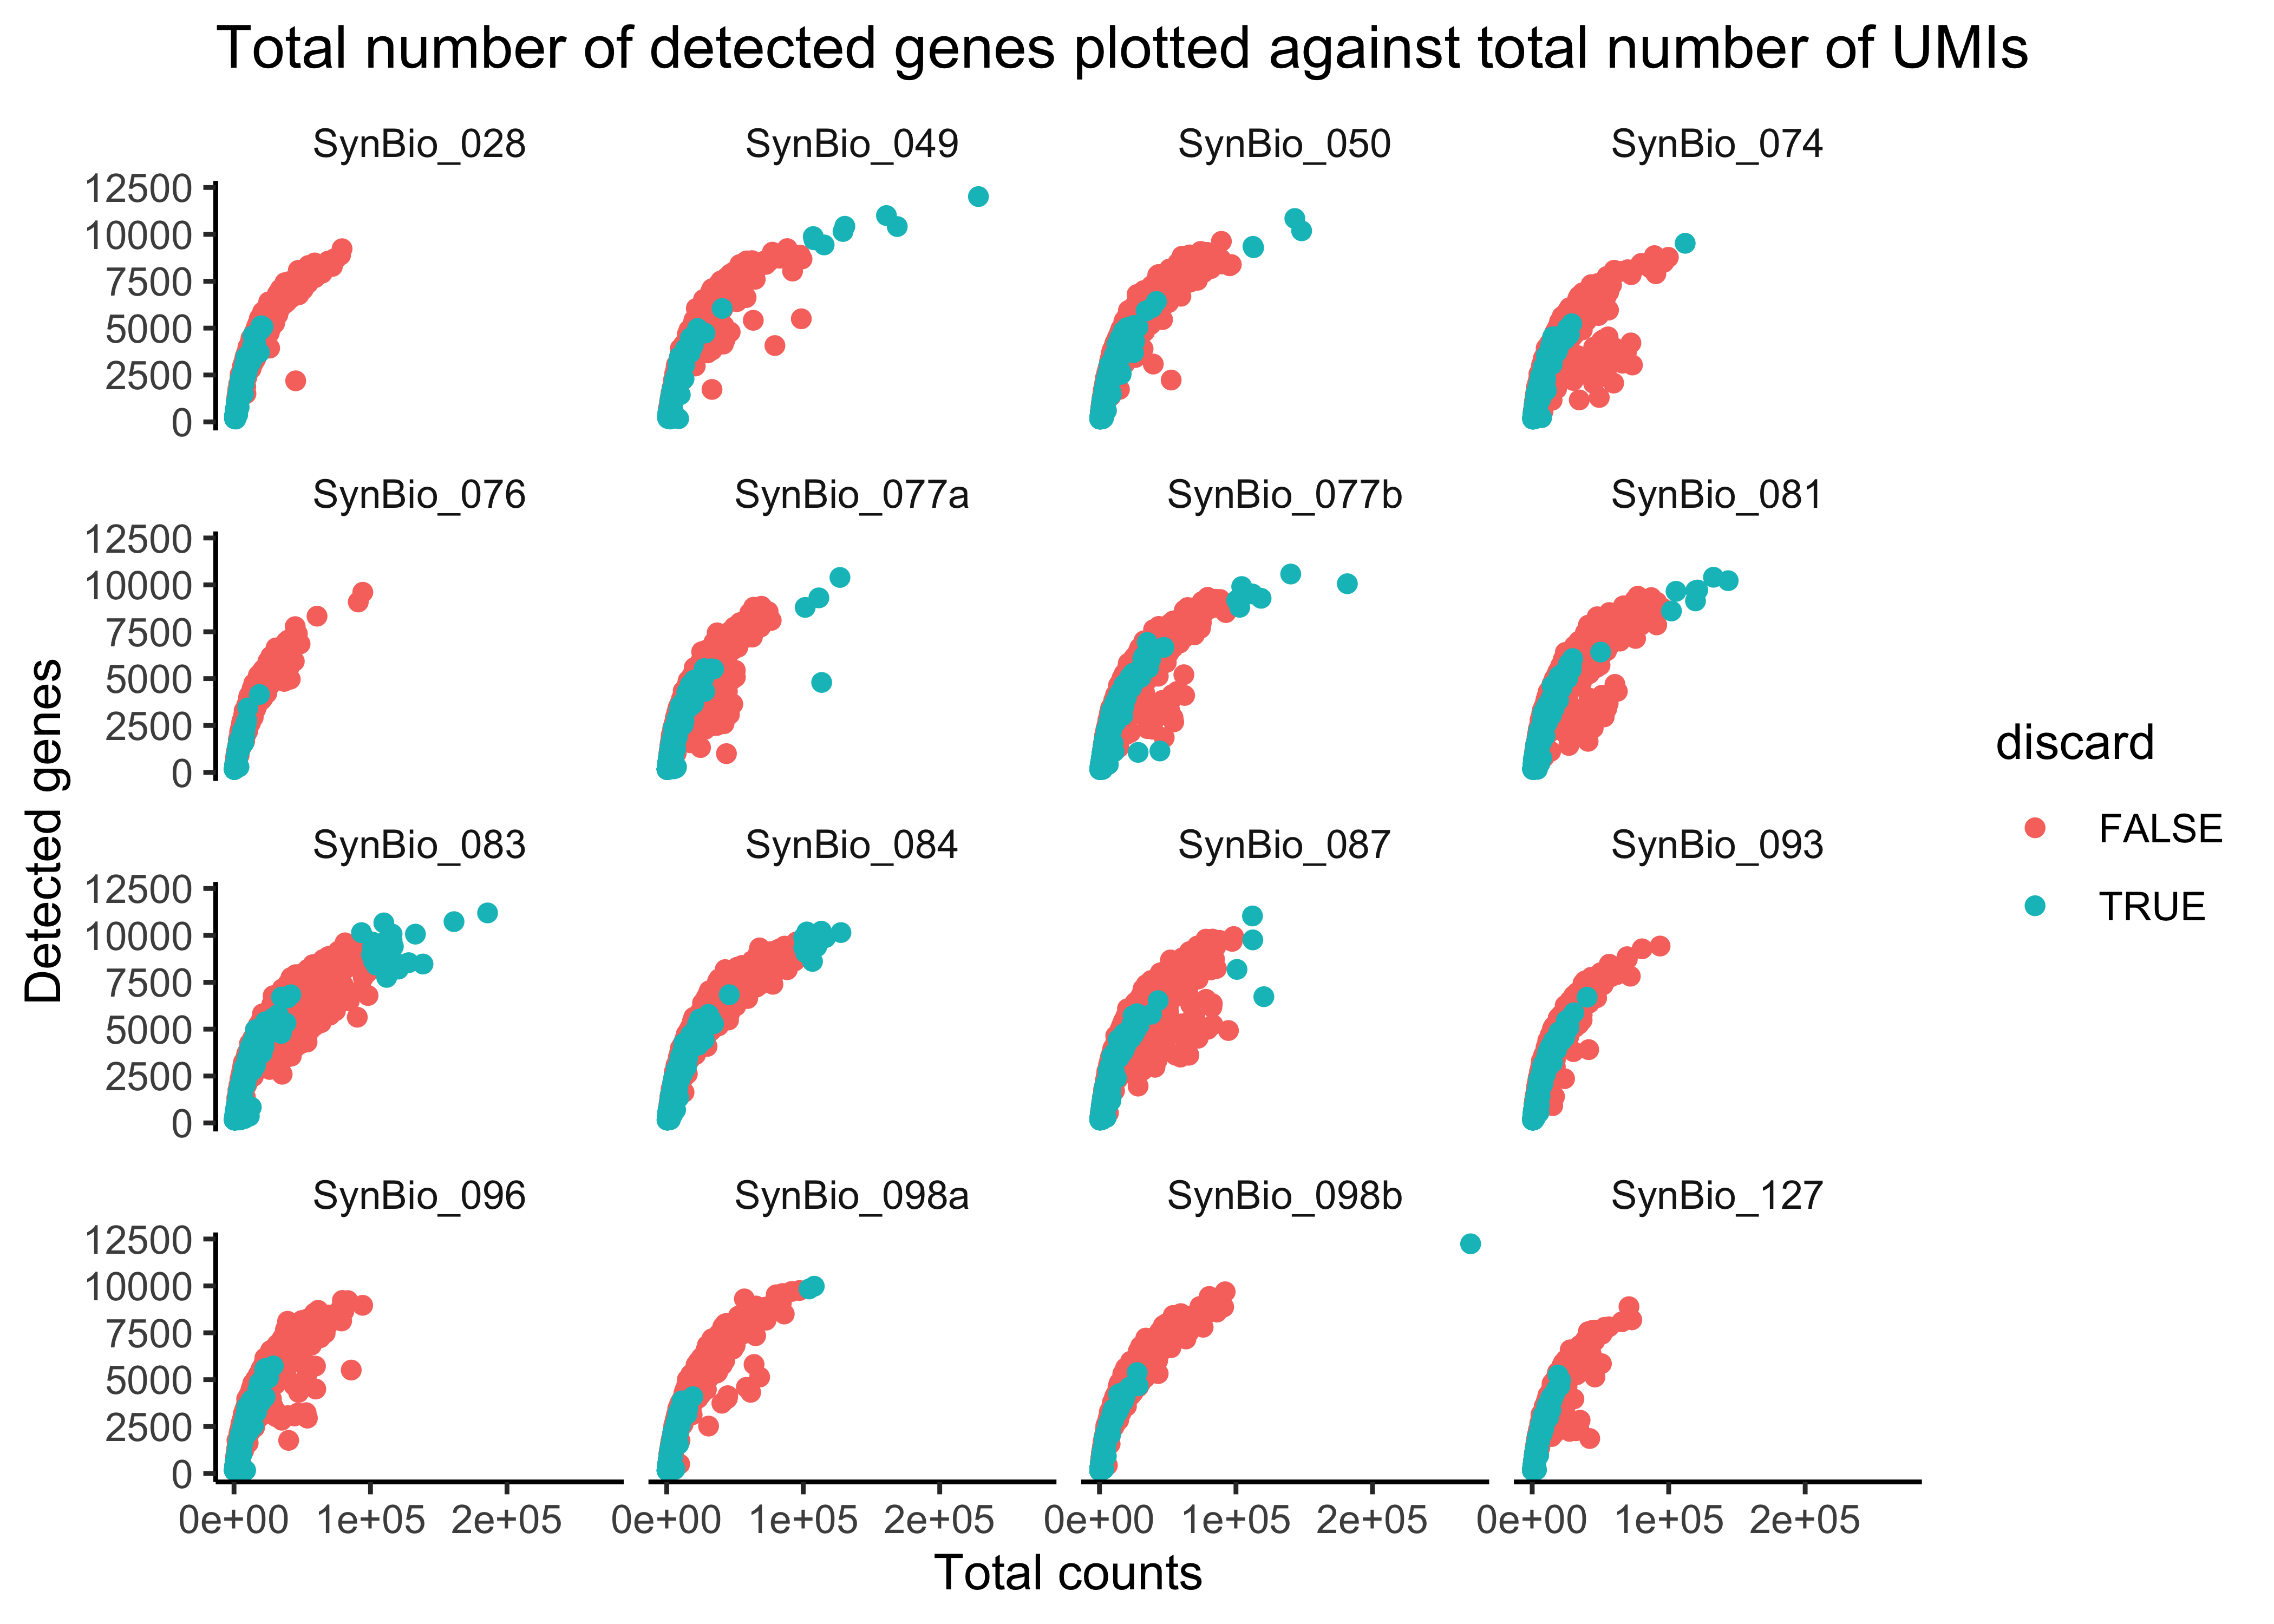 Total number of detected genes plotted against total number of UMIs
SynBio_028 SynBio_049 SynBio_050 SynBio_074
12500
10000
7500
5000
2500
0
SynBio_076 SynBio_077a SynBio_077b SynBio_081
12500
10000
7500
5000
2500
0
Detected genes
discard
FALSE
TRUE
SynBio_083 SynBio_084 SynBio_087 SynBio_093
12500
10000
7500
5000
2500
0
SynBio_096 SynBio_098a SynBio_098b SynBio_127
12500
10000
7500
5000
2500
0
0e+00 1e+05 2e+05 0e+00 1e+05 2e+05 0e+00 1e+05 2e+05 0e+00 1e+05 2e+05
Total counts